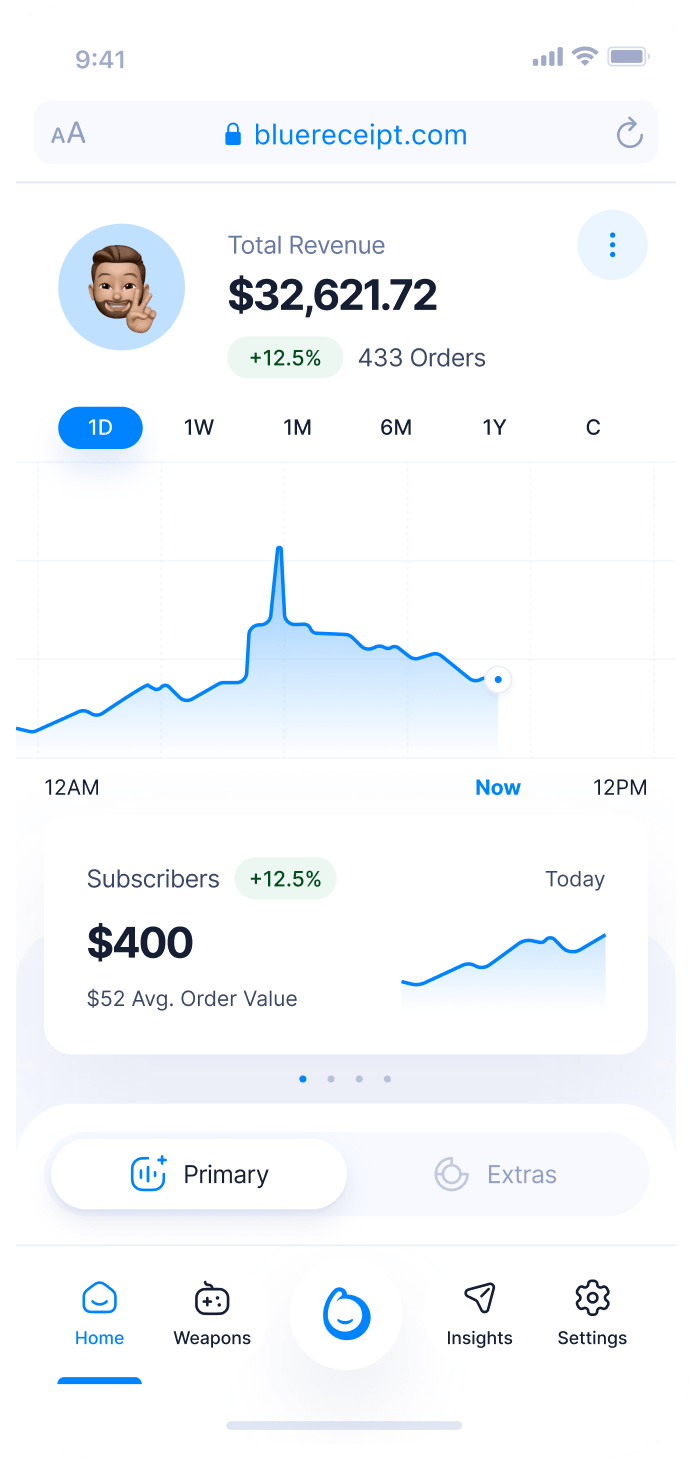 9:41
AA bluereceipt.com
Total Revenue
$32,621.72
+12.5% 433 Orders
1D 1W 1M 6M 1Y C
12AM Now 12PM
Subscribers +12.5% Today
$400
$52 Avg. Order Value
Primary Extras
Home Weapons Insights Settings